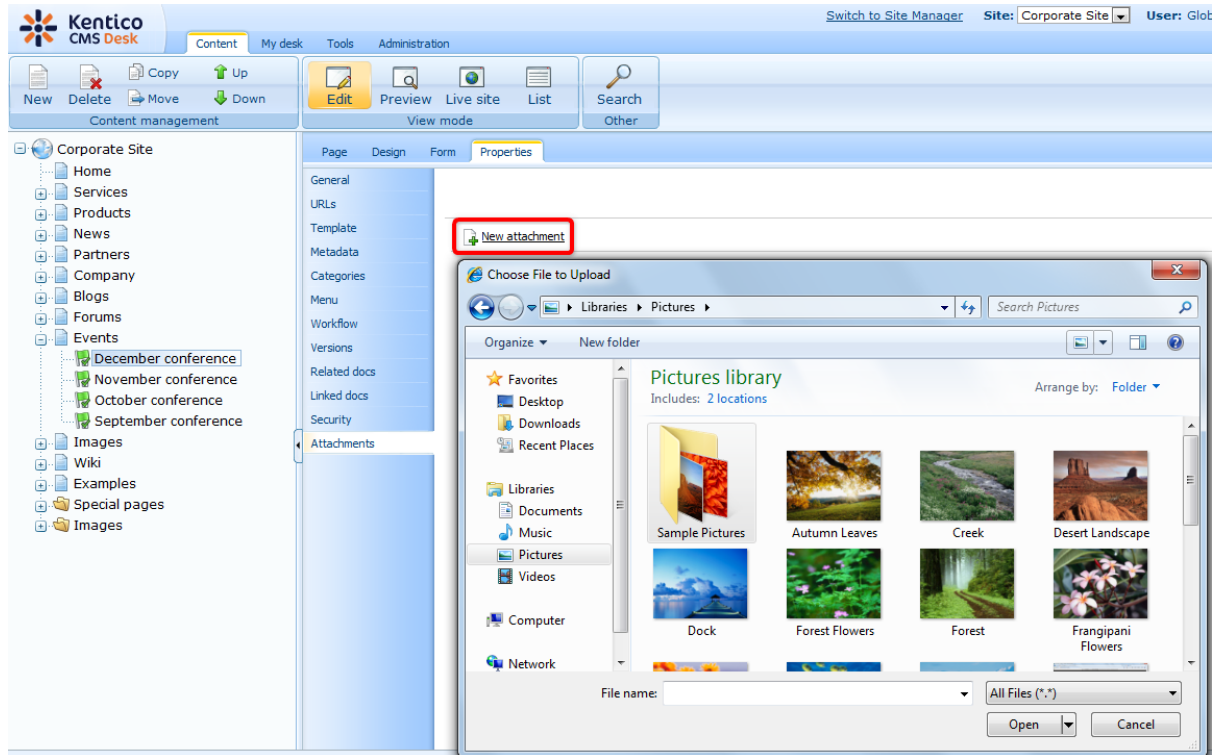 Kentico
CMS Desk
Switch to Site Manager Site: Corporate Site User: Glob
Content My desk Tools Administration
New Delete Copy Move Up Down
Content management
Edit Preview Live site List
View mode
Search
Other
Corporate Site
Home
Services
Products
News
Partners
Company
Blogs
Forums
Events
December conference
November conference
October conference
September conference
Images
Wiki
Examples
Special pages
Images
Page Design Form Properties
General
URLs
Template
Metadata
Categories
Menu
Workflow
Versions
Related docs
Linked docs
Security
Attachments
New attachment
Choose File to Upload
Libraries Pictures
Search Pictures
Organize New folder
Favorites
Desktop
Downloads
Recent Places
Libraries
Documents
Music
Pictures
Videos
Computer
Network
Pictures library
Includes: 2 locations
Arrange by: Folder
Sample Pictures Autumn Leaves Creek Desert Landscape
Dock Forest Flowers Forest Frangipani
Flowers
File name: All Files (*.*)
Open Cancel